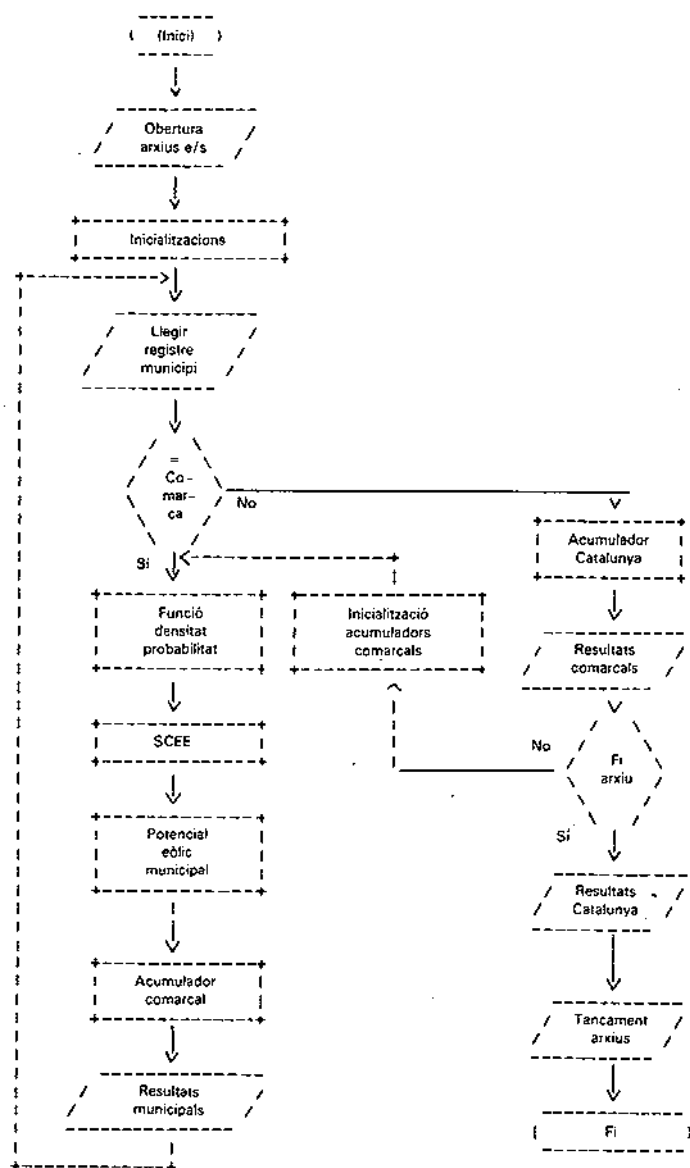 (Inici)
Obertura
arxius e/s
Inicialitzacions
Llegir
registre
municipi
=
Co-
mar-
ca
No
Sí
Acumulador
Catalunya
Funció
densitat
probabilitat
Inicialització
acumuladors
comarcals
Resultats
comarcals
SCEE
No
Fi
arxiu
Sí
Potencial
eòlic
municipal
Resultats
Catalunya
Acumulador
comarcal
Tancament
arxius
Resultats
municipals
Fi